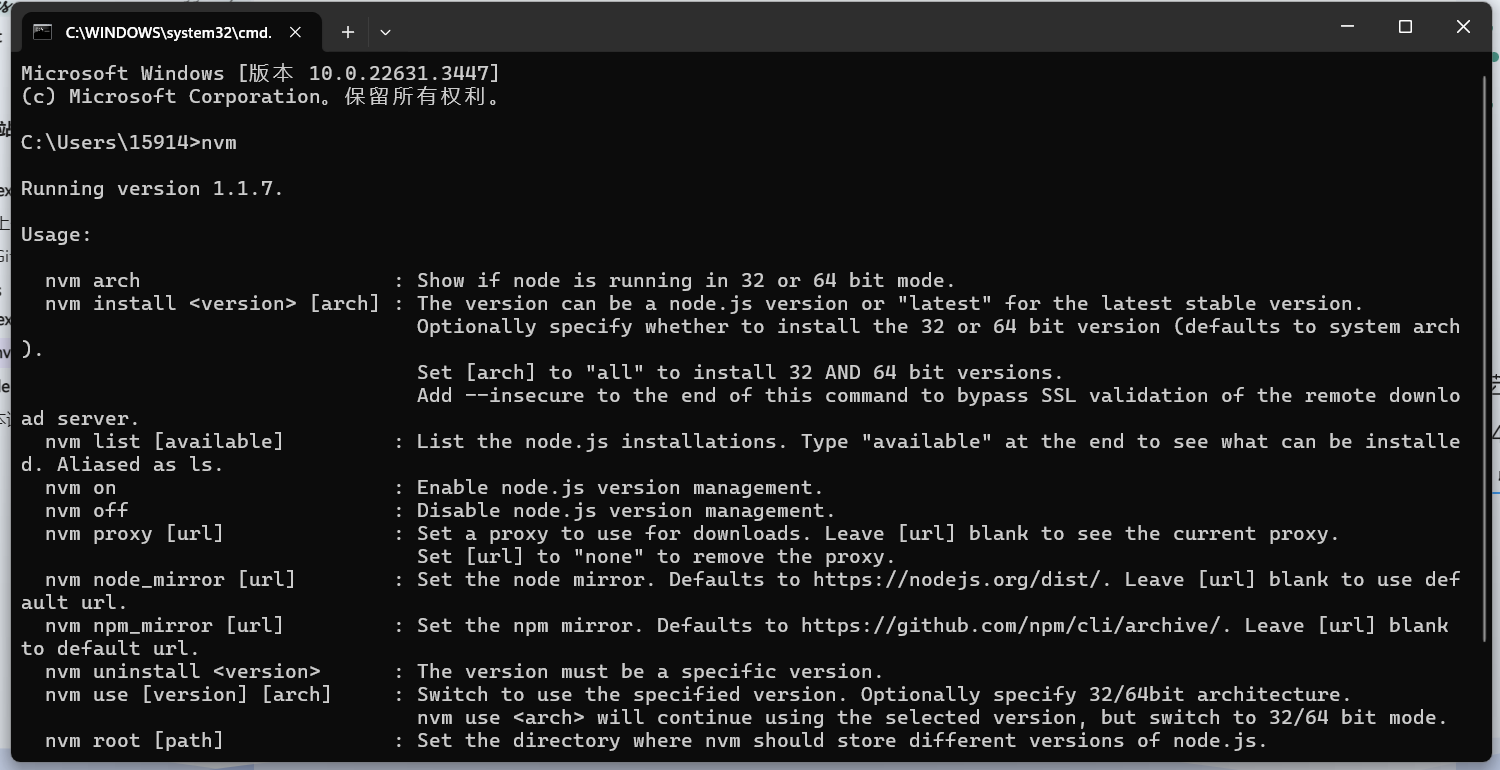 C:\WINDOWS\system32\cmd.
Microsoft Windows [版本 10.0.22631.3447]
(c) Microsoft Corporation。保留所有权利。
C:\Users\15914>nvm
Running version 1.1.7.
Usage:
nvm arch : Show if node is running in 32 or 64 bit mode.
nvm install <version> [arch] : The version can be a node.js version or "latest" for the latest stable version.
Optionally specify whether to install the 32 or 64 bit version (defaults to system arch
).
Set [arch] to "all" to install 32 AND 64 bit versions.
Add --insecure to the end of this command to bypass SSL validation of the remote downlo
ad server.
nvm list [available] : List the node.js installations. Type "available" at the end to see what can be installe
d. Aliased as ls.
nvm on : Enable node.js version management.
nvm off : Disable node.js version management.
nvm proxy [url] : Set a proxy to use for downloads. Leave [url] blank to see the current proxy.
Set [url] to "none" to remove the proxy.
nvm node_mirror [url] : Set the node mirror. Defaults to https://nodejs.org/dist/. Leave [url] blank to use def
ault url.
nvm npm_mirror [url] : Set the npm mirror. Defaults to https://github.com/npm/cli/archive/. Leave [url] blank
to default url.
nvm uninstall <version> : The version must be a specific version.
nvm use [version] [arch] : Switch to use the specified version. Optionally specify 32/64bit architecture.
nvm use <arch> will continue using the selected version, but switch to 32/64 bit mode.
nvm root [path] : Set the directory where nvm should store different versions of node.js.